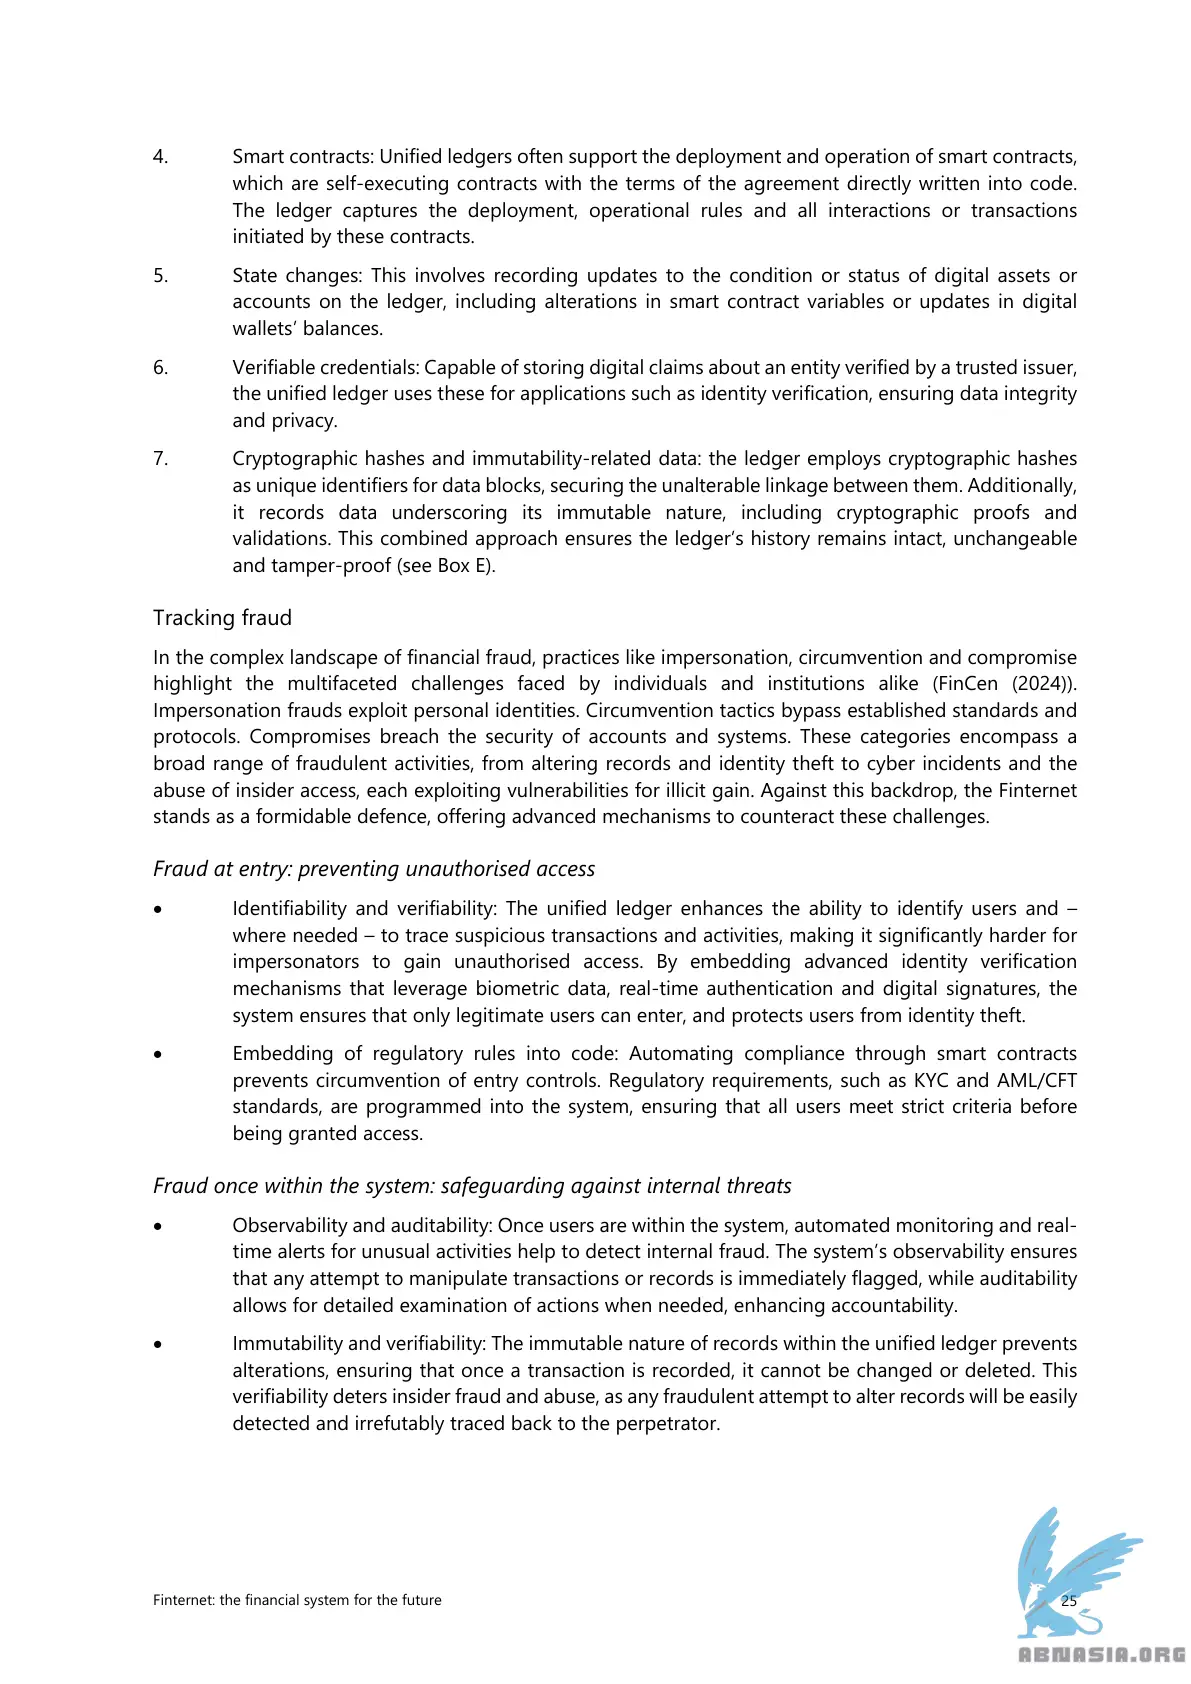 4. Smart contracts: Unified ledgers often support the deployment and operation of smart contracts,
which are self-executing contracts with the terms of the agreement directly written into code.
The ledger captures the deployment, operational rules and all interactions or transactions
initiated by these contracts.
5. State changes: This involves recording updates to the condition or status of digital assets or
accounts on the ledger, including alterations in smart contract variables or updates in digital
wallets’ balances.
6. Verifiable credentials: Capable of storing digital claims about an entity verified by a trusted issuer,
the unified ledger uses these for applications such as identity verification, ensuring data integrity
and privacy.
7. Cryptographic hashes and immutability-related data: the ledger employs cryptographic hashes
as unique identifiers for data blocks, securing the unalterable linkage between them. Additionally,
it records data underscoring its immutable nature, including cryptographic proofs and
validations. This combined approach ensures the ledger’s history remains intact, unchangeable
and tamper-proof (see Box E).
Tracking fraud
In the complex landscape of financial fraud, practices like impersonation, circumvention and compromise
highlight the multifaceted challenges faced by individuals and institutions alike (FinCen (2024)).
Impersonation frauds exploit personal identities. Circumvention tactics bypass established standards and
protocols. Compromises breach the security of accounts and systems. These categories encompass a
broad range of fraudulent activities, from altering records and identity theft to cyber incidents and the
abuse of insider access, each exploiting vulnerabilities for illicit gain. Against this backdrop, the Finternet
stands as a formidable defence, offering advanced mechanisms to counteract these challenges.
Fraud at entry: preventing unauthorised access
• Identifiability and verifiability: The unified ledger enhances the ability to identify users and –
where needed – to trace suspicious transactions and activities, making it significantly harder for
impersonators to gain unauthorised access. By embedding advanced identity verification
mechanisms that leverage biometric data, real-time authentication and digital signatures, the
system ensures that only legitimate users can enter, and protects users from identity theft.
• Embedding of regulatory rules into code: Automating compliance through smart contracts
prevents circumvention of entry controls. Regulatory requirements, such as KYC and AML/CFT
standards, are programmed into the system, ensuring that all users meet strict criteria before
being granted access.
Fraud once within the system: safeguarding against internal threats
• Observability and auditability: Once users are within the system, automated monitoring and real-
time alerts for unusual activities help to detect internal fraud. The system’s observability ensures
that any attempt to manipulate transactions or records is immediately flagged, while auditability
allows for detailed examination of actions when needed, enhancing accountability.
• Immutability and verifiability: The immutable nature of records within the unified ledger prevents
alterations, ensuring that once a transaction is recorded, it cannot be changed or deleted. This
verifiability deters insider fraud and abuse, as any fraudulent attempt to alter records will be easily
detected and irrefutably traced back to the perpetrator.
Finternet: the financial system for the future 25
ABNASIA.ORG